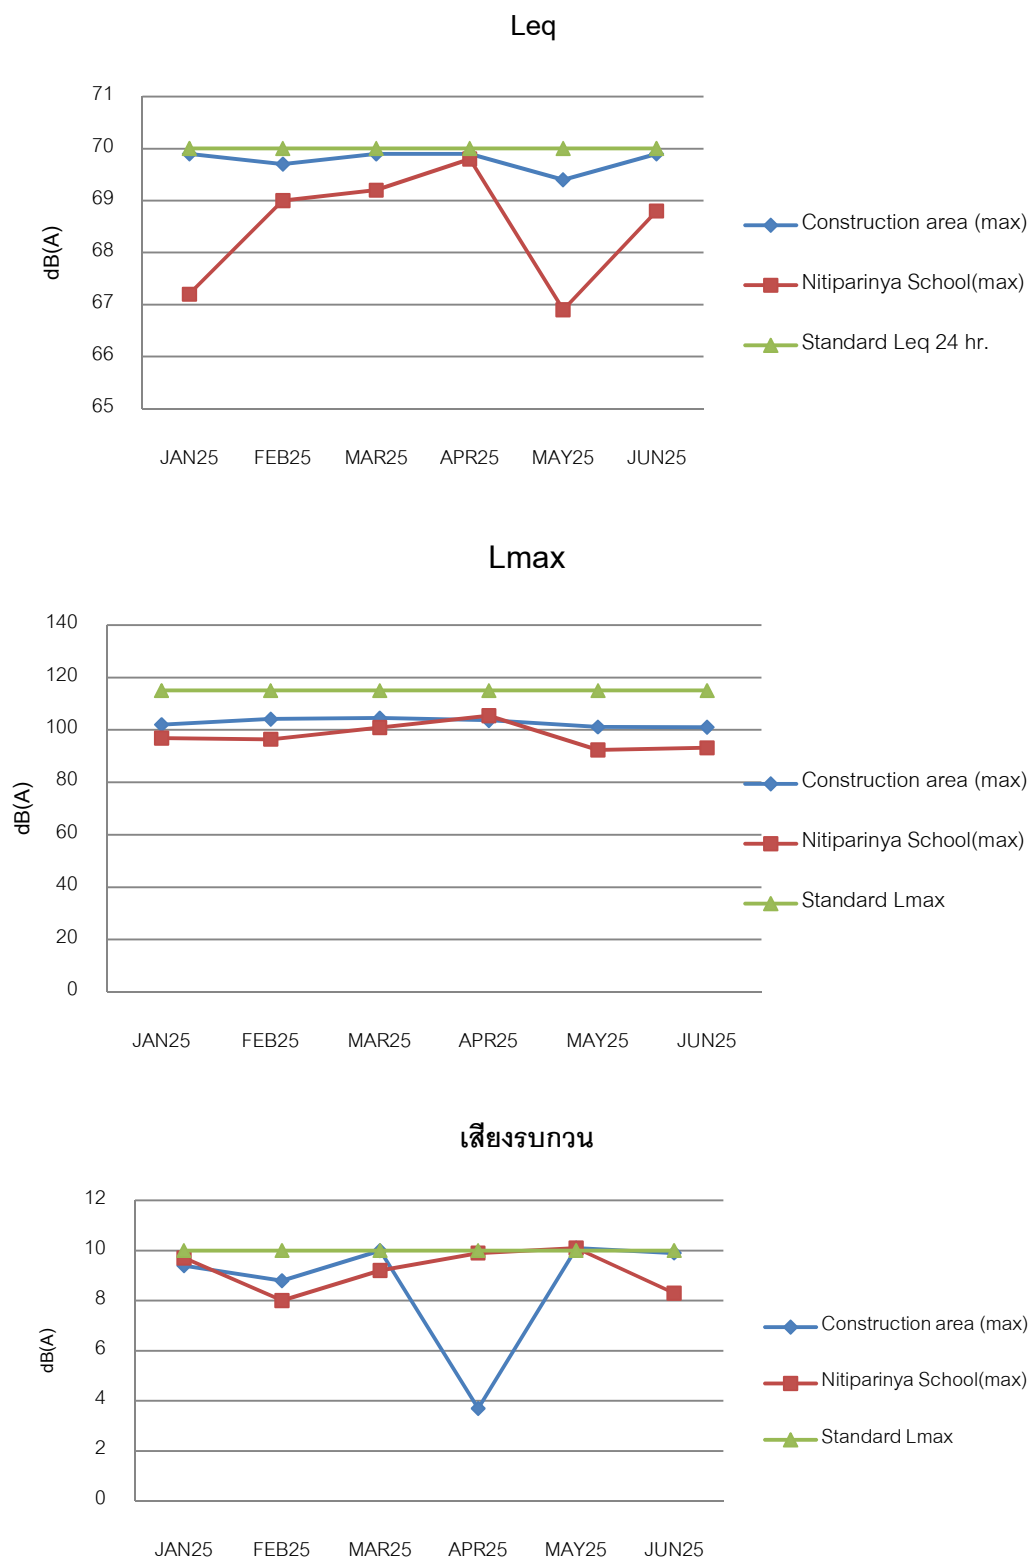 Leq
71
70
69
68
67
66
65
dB(A)
JAN25 FEB25 MAR25 APR25 MAY25 JUN25
Construction area (max)
Nitiparinya School(max)
Standard Leq 24 hr.
Lmax
140
120
100
80
60
40
20
0
dB(A)
JAN25 FEB25 MAR25 APR25 MAY25 JUN25
Construction area (max)
Nitiparinya School(max)
Standard Lmax
เสียงรบกวน
12
10
8
6
4
2
0
dB(A)
JAN25 FEB25 MAR25 APR25 MAY25 JUN25
Construction area (max)
Nitiparinya School(max)
Standard Lmax